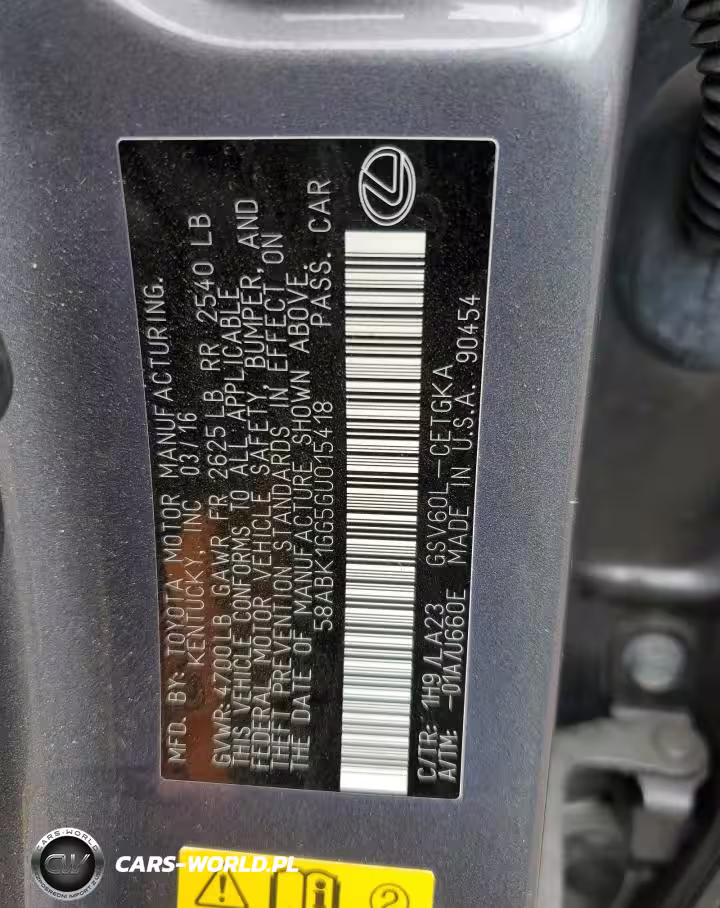 MFD. BY: TOYOTA MOTOR MANUFACTURING.
KENTUCKY, INC 03/16
GVWR 4700 LB GAWR FR 2625 LB RR 2540 LB
THIS VEHICLE CONFORMS TO ALL APPLICABLE
FEDERAL MOTOR VEHICLE SAFETY, BUMPER, AND
THEFT PREVENTION STANDARDS IN EFFECT ON
THE DATE OF MANUFACTURE SHOWN ABOVE.
58ABK1GG5GU015418 PASS. CAR
C/TR: 1H9/LA23 GSV60L-CETGKA
A/TM: -01A/U660E MADE IN U.S.A. 90454
CARS-WORLD
CW
CARS-WORLD.PL